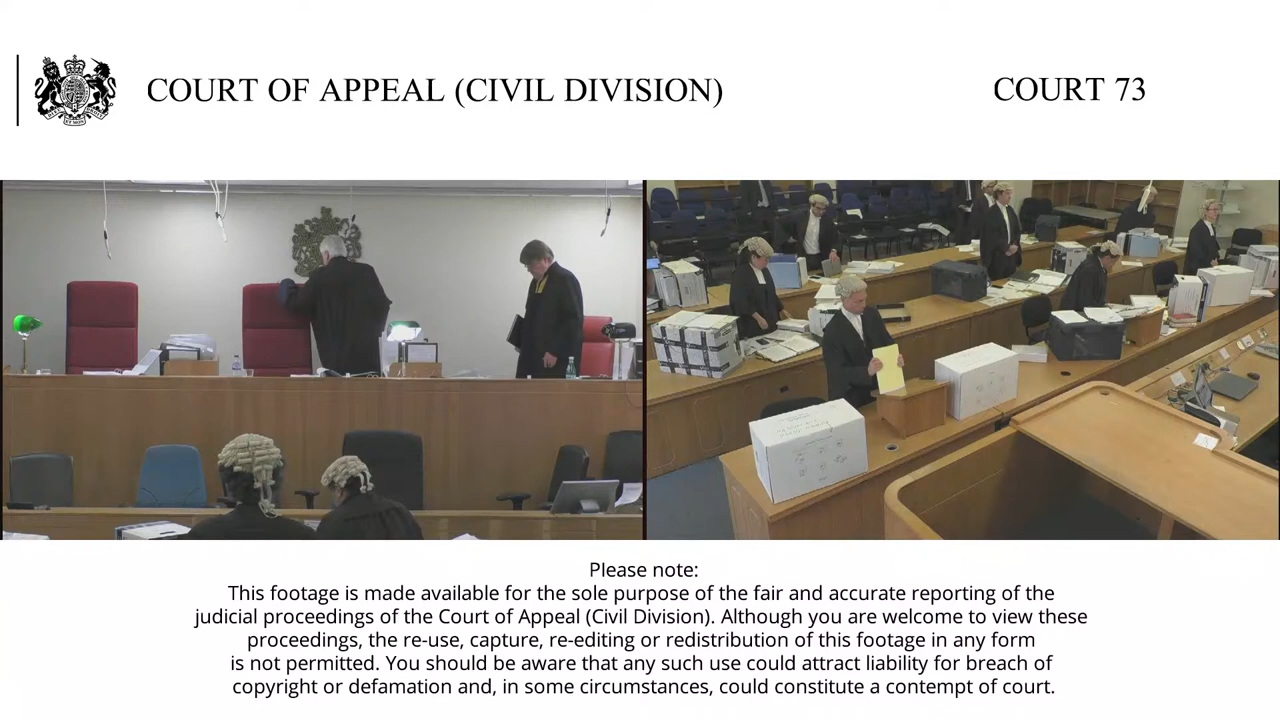 COURT OF APPEAL (CIVIL DIVISION)
COURT 73
Please note:
This footage is made available for the sole purpose of the fair and accurate reporting of the
judicial proceedings of the Court of Appeal (Civil Division). Although you are welcome to view these
proceedings, the re-use, capture, re-editing or redistribution of this footage in any form
is not permitted. You should be aware that any such use could attract liability for breach of
copyright or defamation and, in some circumstances, could constitute a contempt of court.